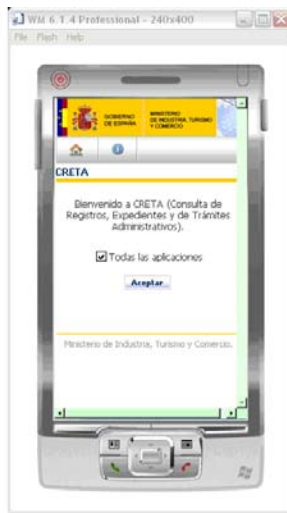 WM 6.1.4 Professional - 240x400
File Flash Help
GOBIERNO
DE ESPAÑA
MINISTERIO
DE INDUSTRIA, TURISMO
Y COMERCIO
CRETA
Bienvenido a CRETA (Consulta de
Registros, Expedientes y de Trámites
Administrativos).
Todas las aplicaciones
Aceptar
Ministerio de Industria, Turismo y Comercio.